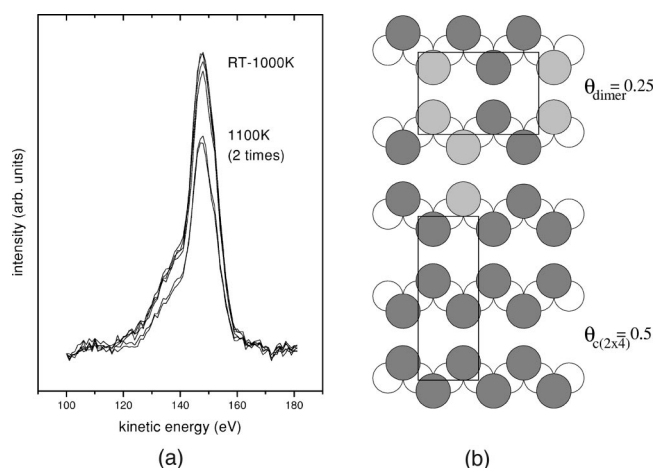 RT-1000K
1100K
(2 times)
intensity (arb. units)
100 120 140 160 180
kinetic energy (eV)
(a)
θdimer=0.25
θc(2x4)=0.5
(b)